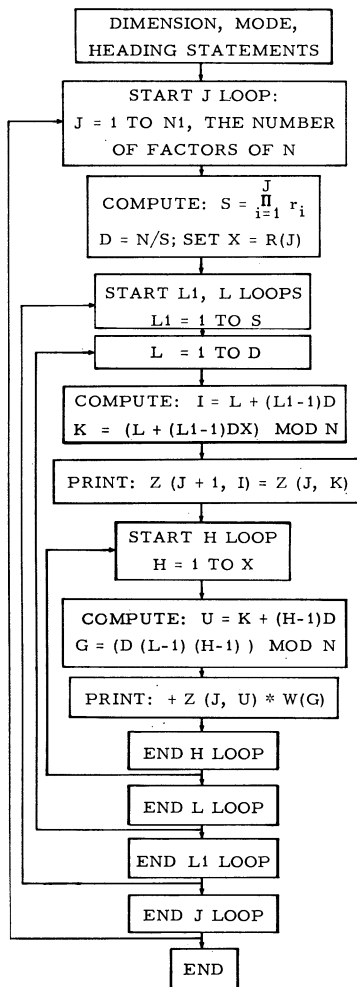 DIMENSION, MODE,
HEADING STATEMENTS
START J LOOP:
J = 1 TO N1, THE NUMBER
OF FACTORS OF N
COMPUTE: S = J Π i=1 r i
D = N/S; SET X = R(J)
START L1, L LOOPS
L1 = 1 TO S
L = 1 TO D
COMPUTE: I = L + (L1-1)D
K = (L + (L1-1)DX) MOD N
PRINT: Z (J + 1, I) = Z (J, K)
START H LOOP
H = 1 TO X
COMPUTE: U = K + (H-1)D
G = (D (L-1) (H-1) ) MOD N
PRINT: + Z (J, U) * W(G)
END H LOOP
END L LOOP
END L1 LOOP
END J LOOP
END